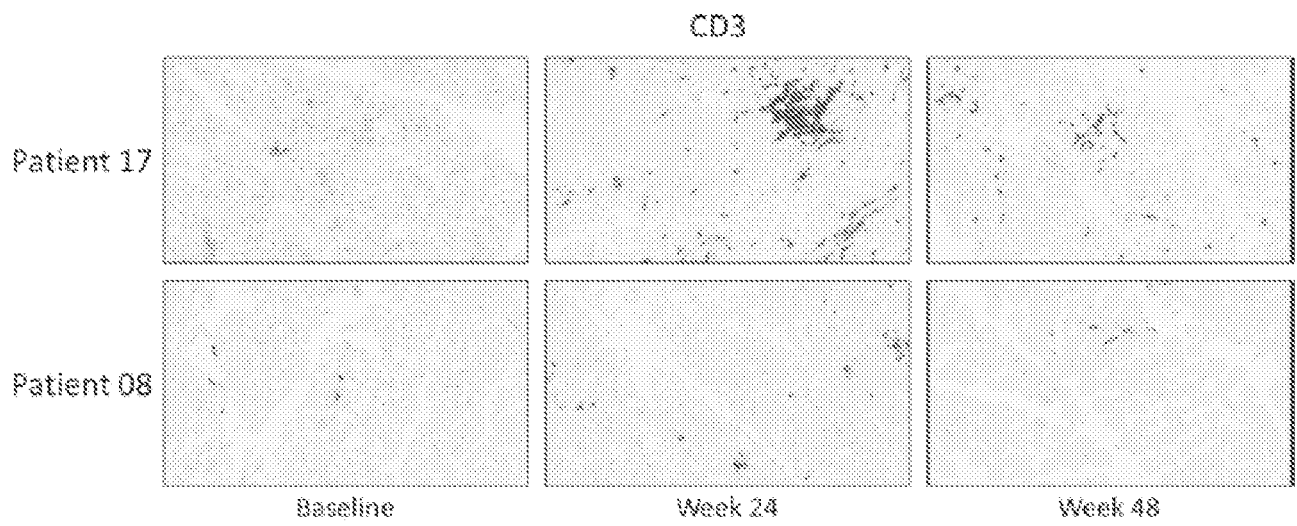 CD3
Patient 17
Patient 08
Baseline
Week 24
Week 48